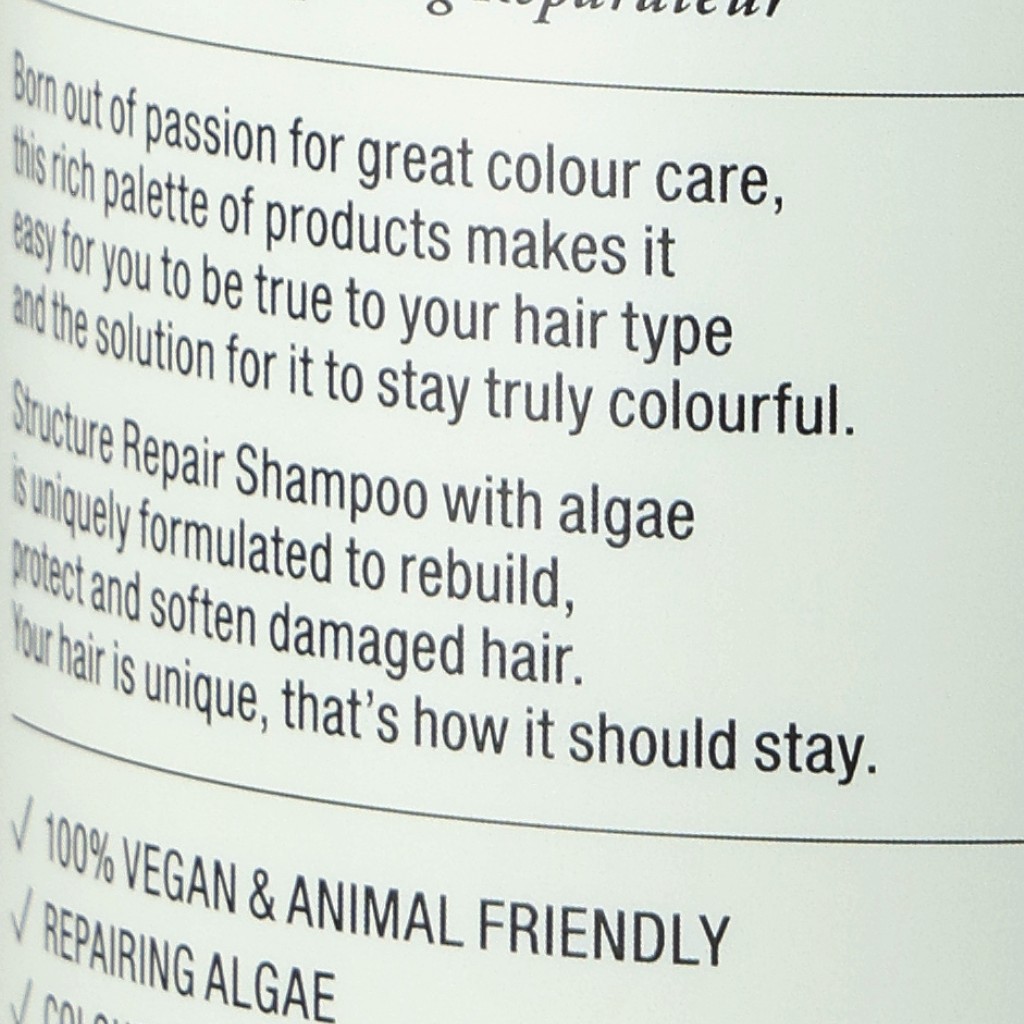 Born out of passion for great colour care,
this rich palette of products makes it
easy for you to be true to your hair type
and the solution for it to stay truly colourful.
Structure Repair Shampoo with algae
is uniquely formulated to rebuild,
protect and soften damaged hair.
Your hair is unique, that's how it should stay.
✓ 100% VEGAN & ANIMAL FRIENDLY
✓ REPAIRING ALGAE
✓